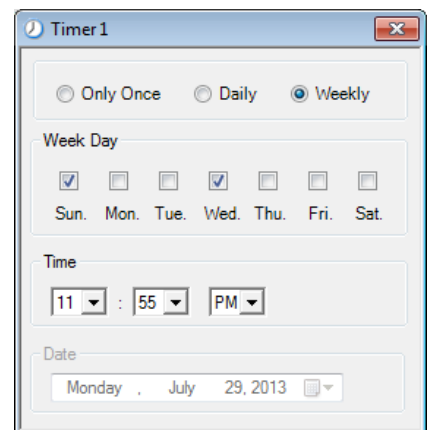 Timer 1
Only Once Daily Weekly
Week Day
Sun. Mon. Tue. Wed. Thu. Fri. Sat.
Time
11 : 55 PM
Date
Monday , July 29, 2013